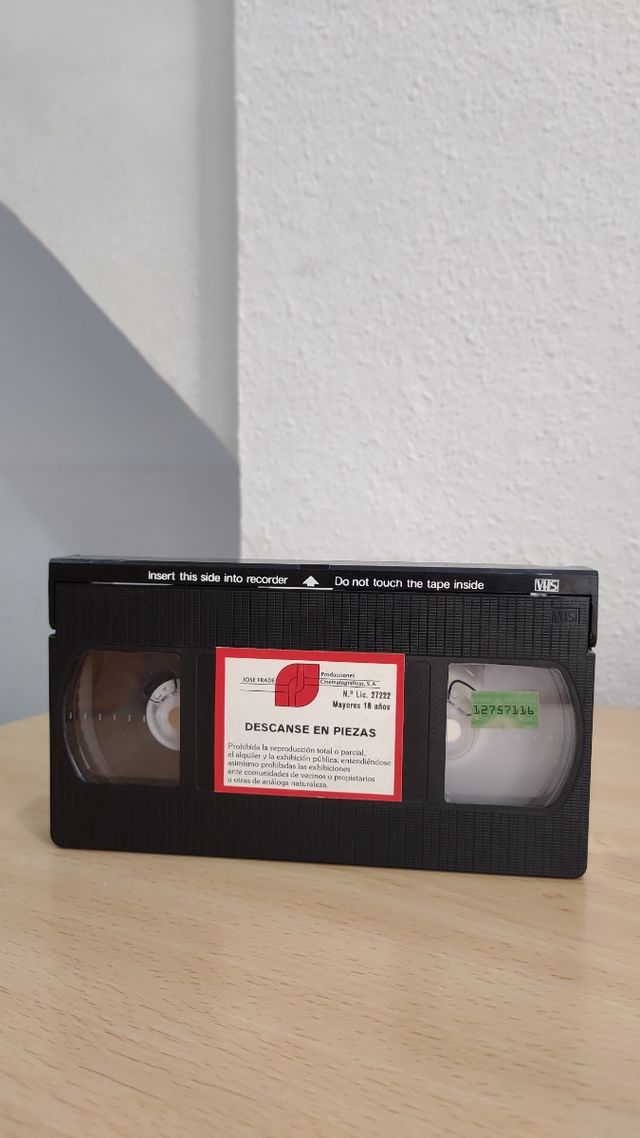 Insert this side into recorder Do not touch the tape inside VHS
VHS
JOSE FRADE
Producciones
Cinematográficas, S.A.
N.º Lic. 27222
Mayores 18 años
12757116
DESCANSE EN PIEZAS
Prohibida la reproducción total o parcial,
el alquiler y la exhibición pública, entendiéndose
asimismo prohibidas las exhibiciones
ante comunidades de vecinos o propietarios
u otras de análoga naturaleza.